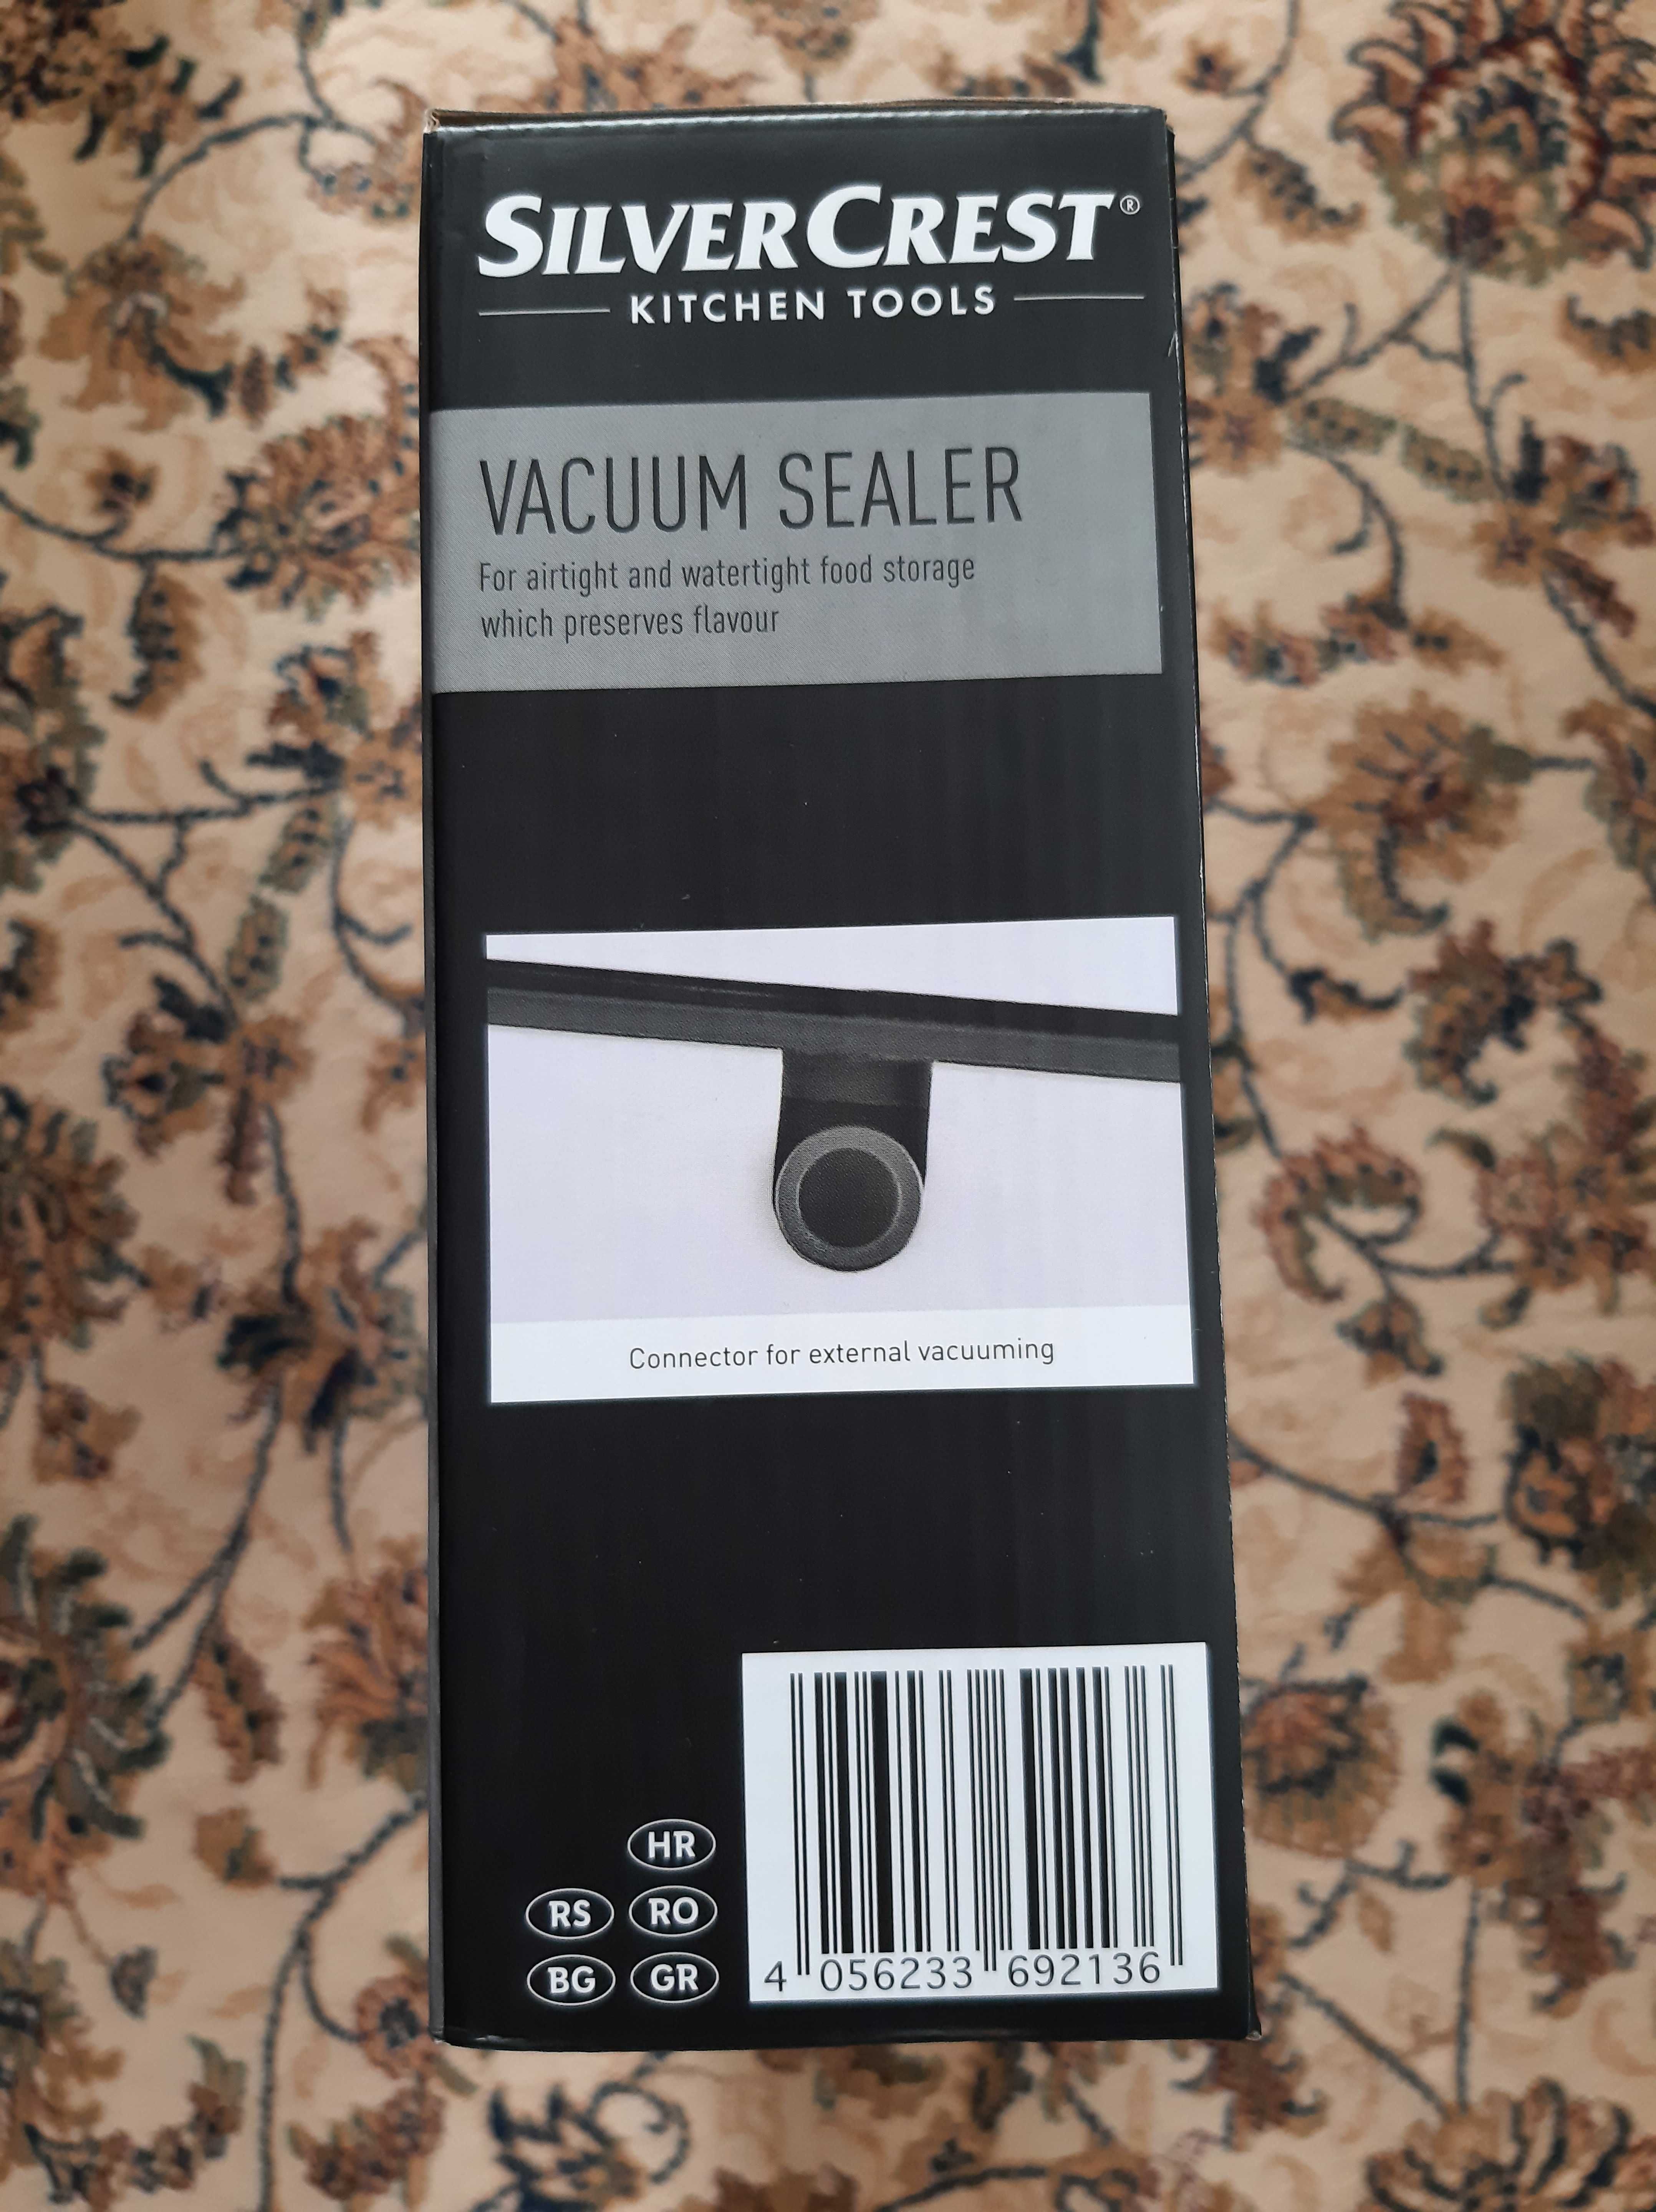 SILVERCREST®
KITCHEN TOOLS
VACUUM SEALER
For airtight and watertight food storage
which preserves flavour
Connector for external vacuuming
HR
RS RO
BG GR
4 056233 692136